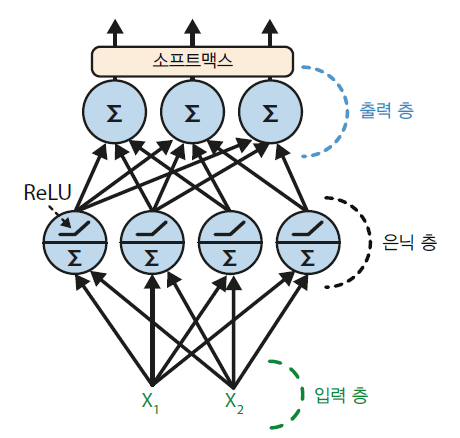 소프트맥스
Σ Σ Σ
출력 층
ReLU
Σ Σ Σ Σ
은닉 층
X₁ X₂
입력 층